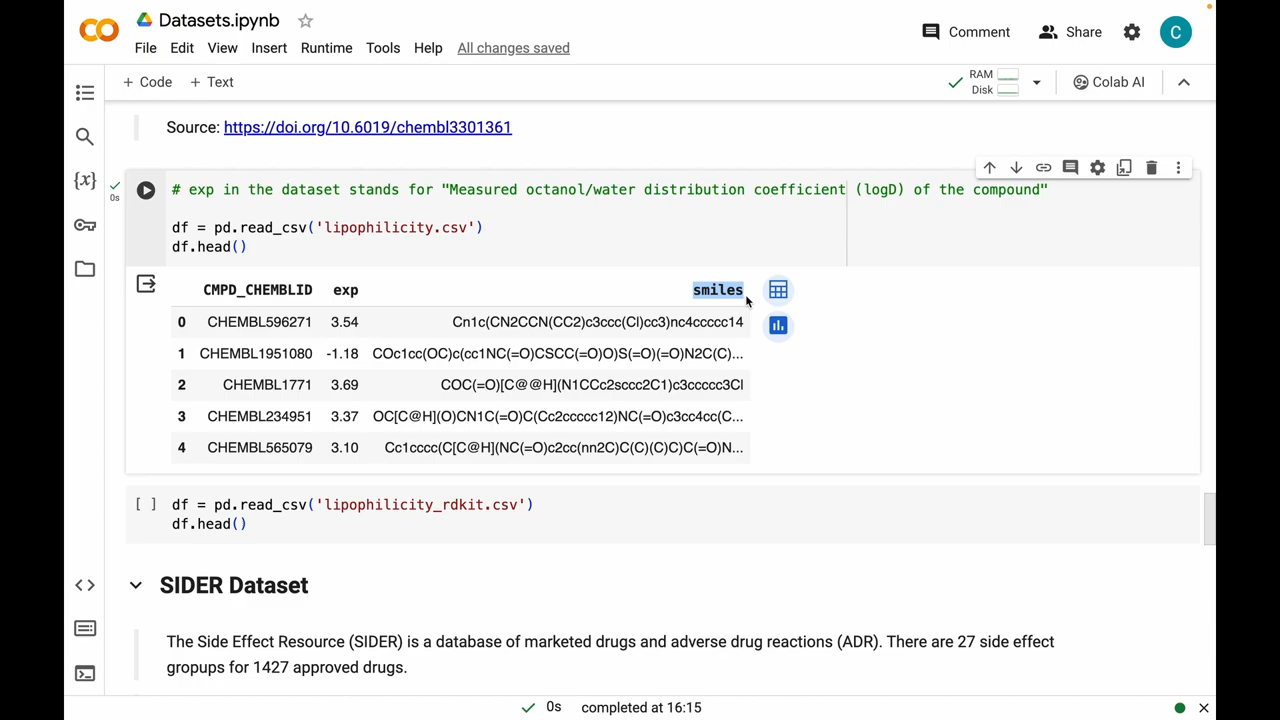 Datasets.ipynb
File Edit View Insert Runtime Tools Help All changes saved
Comment Share C
+ Code + Text
RAM
Disk
Colab AI
Source: https://doi.org/10.6019/chembl3301361
{x}
0s
# exp in the dataset stands for "Measured octanol/water distribution coefficient (logD) of the compound"
df = pd.read_csv('lipophilicity.csv')
df.head()
CMPD_CHEMBLID exp smiles
0 CHEMBL596271 3.54 Cn1c(CN2CCN(CC2)c3ccc(Cl)cc3)nc4ccccc14
1 CHEMBL1951080 -1.18 COc1cc(OC)c(cc1NC(=O)CSCC(=O)O)S(=O)(=O)N2C(C)...
2 CHEMBL1771 3.69 COC(=O)[C@@H](N1CCc2sccc2C1)c3ccccc3Cl
3 CHEMBL234951 3.37 OC[C@H](O)CN1C(=O)C(Cc2ccccc12)NC(=O)c3cc4cc(C...
4 CHEMBL565079 3.10 Cc1cccc(C[C@H](NC(=O)c2cc(nn2C)C(C)(C)C)C(=O)N...
[ ] df = pd.read_csv('lipophilicity_rdkit.csv')
df.head()
SIDER Dataset
The Side Effect Resource (SIDER) is a database of marketed drugs and adverse drug reactions (ADR). There are 27 side effect
gropups for 1427 approved drugs.
0s completed at 16:15